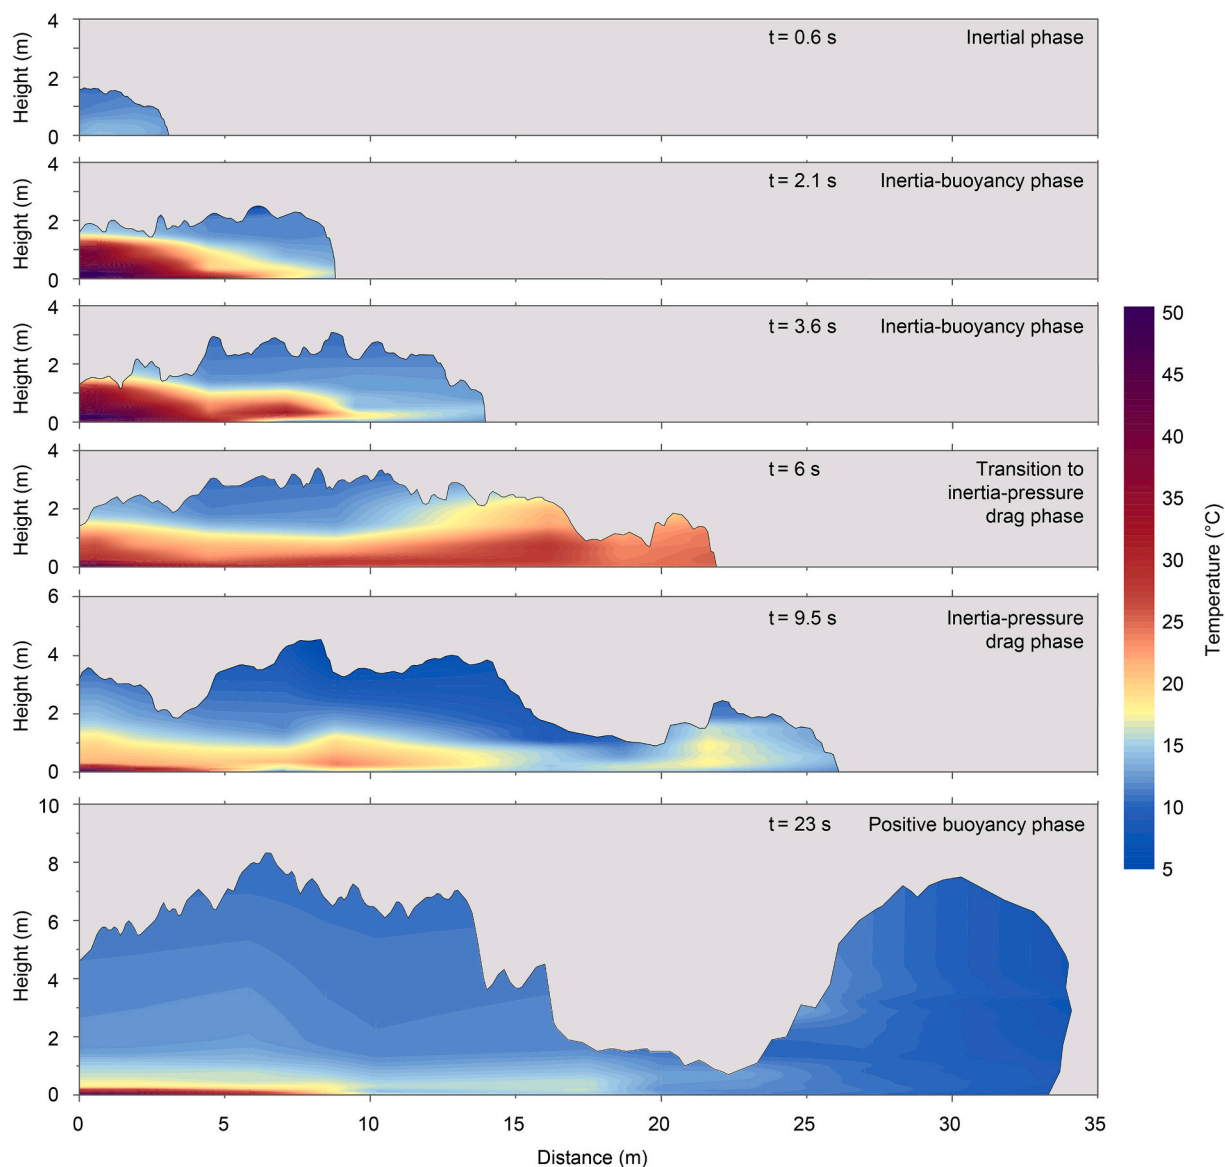 4
t = 0.6 s Inertial phase
Height (m)
2
0
4
t = 2.1 s Inertia-buoyancy phase
Height (m)
2
0
4
t = 3.6 s Inertia-buoyancy phase
Height (m)
2
0
4
t = 6 s Transition to
inertia-pressure
drag phase
Height (m)
2
0
6
t = 9.5 s Inertia-pressure
drag phase
Height (m)
4
2
0
10
t = 23 s Positive buoyancy phase
8
Height (m)
6
4
2
0
0 5 10 15 20 25 30 35
Distance (m)
50
45
40
35
30
25
20
15
10
5
Temperature (°C)